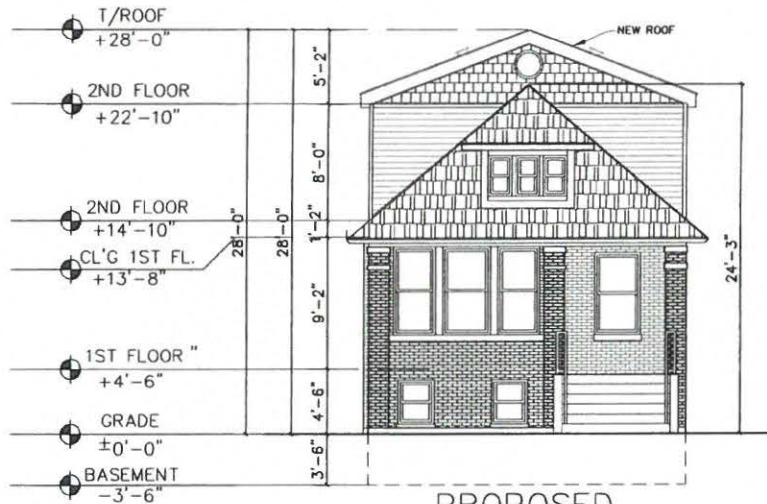 T/ROOF
+28'-0"
NEW ROOF
5'-2"
2ND FLOOR
+22'-10"
8'-0"
2ND FLOOR
+14'-10"
1'-2"
28'-0"
28'-0"
24'-3"
CL'G 1ST FL.
+13'-8"
9'-2"
1ST FLOOR "
+4'-6"
4'-6"
GRADE
±0'-0"
3'-6"
BASEMENT
-3'-6"
PROPOSED